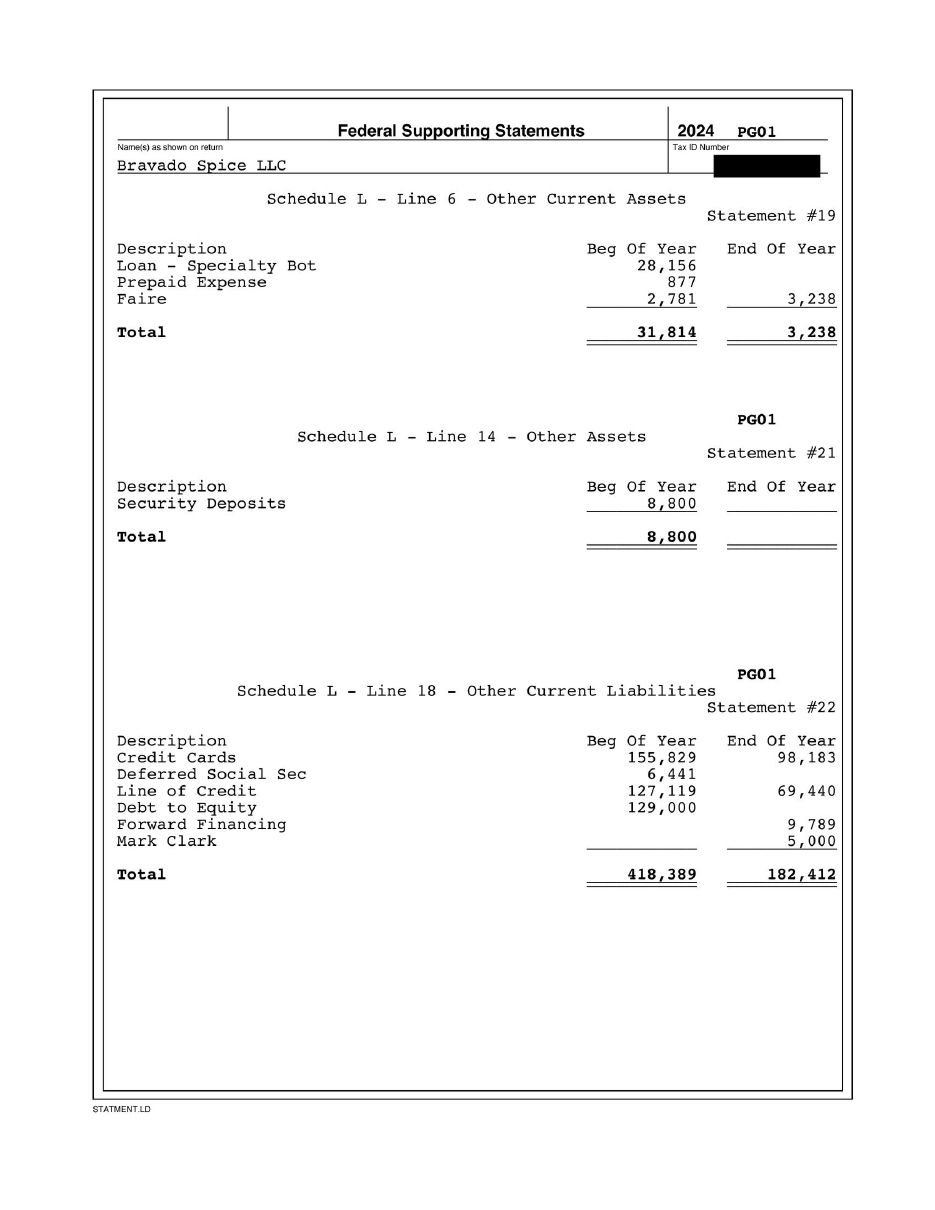 Federal Supporting Statements 2024 PG01
Name(s) as shown on return Tax ID Number
Bravado Spice LLC
Schedule L - Line 6 - Other Current Assets
Statement #19
Description Beg Of Year End Of Year
Loan - Specialty Bot 28,156
Prepaid Expense 877
Faire 2,781 3,238
Total 31,814 3,238
PG01
Schedule L - Line 14 - Other Assets
Statement #21
Description Beg Of Year End Of Year
Security Deposits 8,800
Total 8,800
PG01
Schedule L - Line 18 - Other Current Liabilities
Statement #22
Description Beg Of Year End Of Year
Credit Cards 155,829 98,183
Deferred Social Sec 6,441
Line of Credit 127,119 69,440
Debt to Equity 129,000
Forward Financing 9,789
Mark Clark 5,000
Total 418,389 182,412
STATMENT.LD